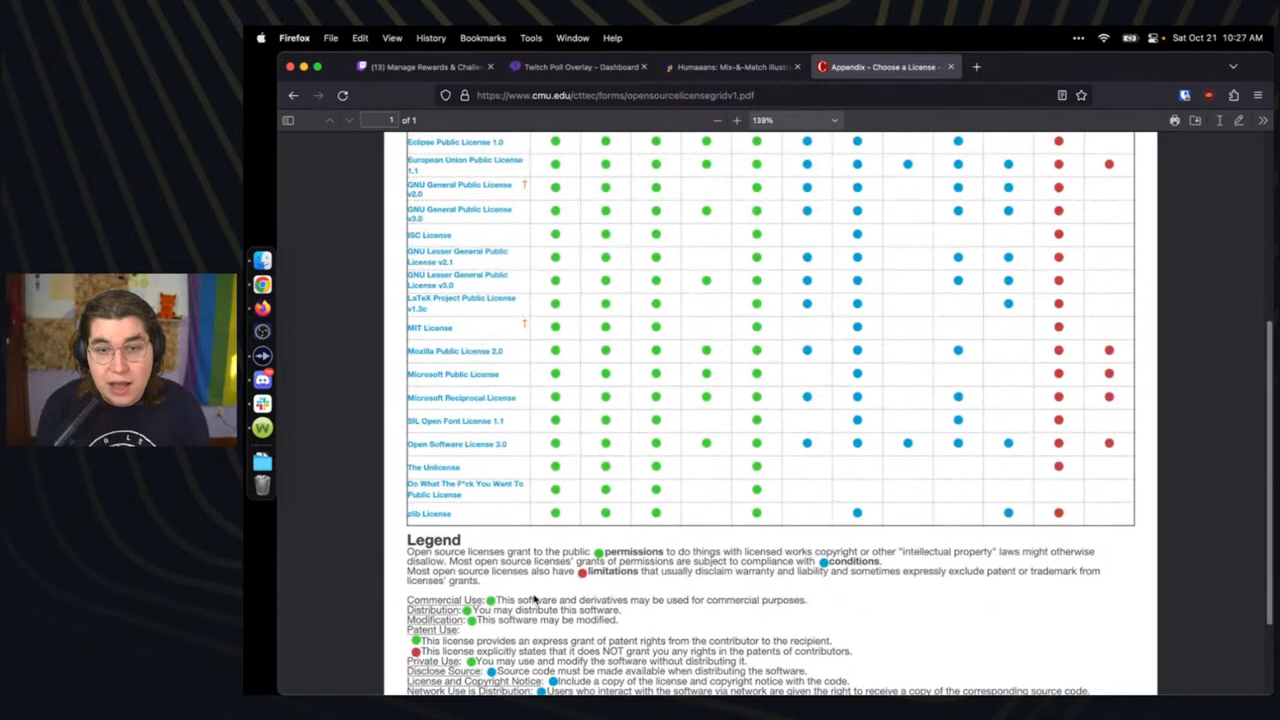 Firefox File Edit View History Bookmarks Tools Window Help Sat Oct 21 10:27 AM
(13) Manage Rewards & Challe Twitch Poll Overlay - Dashboard Humaaans: Mix-&-Match Illustr Appendix - Choose a License -
https://www.cmu.edu/cttec/forms/opensourcelicensegridv1.pdf
1 of 1 139%
Eclipse Public License 1.0
European Union Public License
1.1
GNU General Public License †
v2.0
GNU General Public License
v3.0
ISC License
GNU Lesser General Public
License v2.1
GNU Lesser General Public
License v3.0
LaTeX Project Public License
v1.3c
MIT License †
Mozilla Public License 2.0
Microsoft Public License
Microsoft Reciprocal License
SIL Open Font License 1.1
Open Software License 3.0
The Unlicense
Do What The F*ck You Want To
Public License
zlib License
Legend
Open source licenses grant to the public permissions to do things with licensed works copyright or other "intellectual property" laws might otherwise
disallow. Most open source licenses' grants of permissions are subject to compliance with conditions.
Most open source licenses also have limitations that usually disclaim warranty and liability and sometimes expressly exclude patent or trademark from
licenses' grants.
Commercial Use: This software and derivatives may be used for commercial purposes.
Distribution: You may distribute this software.
Modification: This software may be modified.
Patent Use:
This license provides an express grant of patent rights from the contributor to the recipient.
This license explicitly states that it does NOT grant you any rights in the patents of contributors.
Private Use: You may use and modify the software without distributing it.
Disclose Source: Source code must be made available when distributing the software.
License and Copyright Notice: Include a copy of the license and copyright notice with the code.
Network Use is Distribution: Users who interact with the software via network are given the right to receive a copy of the corresponding source code.